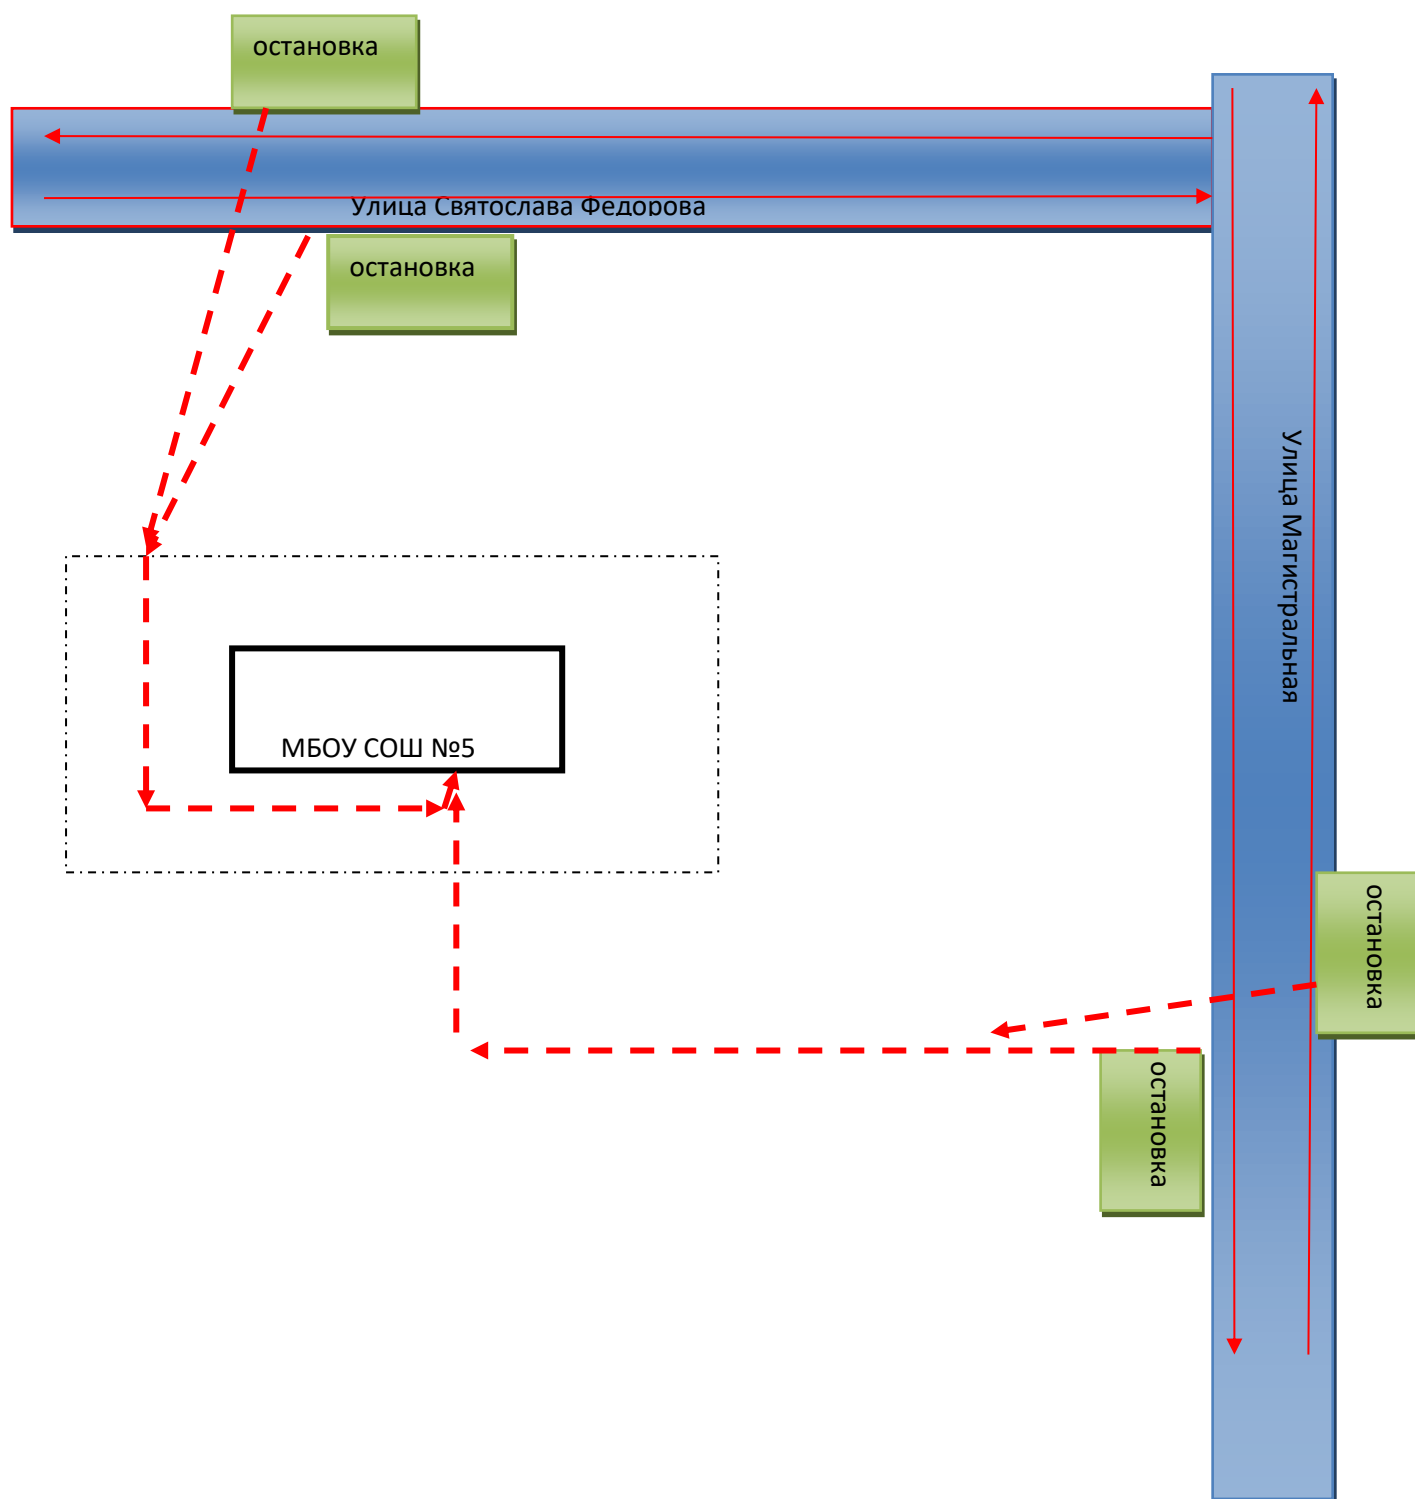 остановка
Улица Святослава Федорова
остановка
Улица Магистральная
МБОУ СОШ №5
остановка
остановка